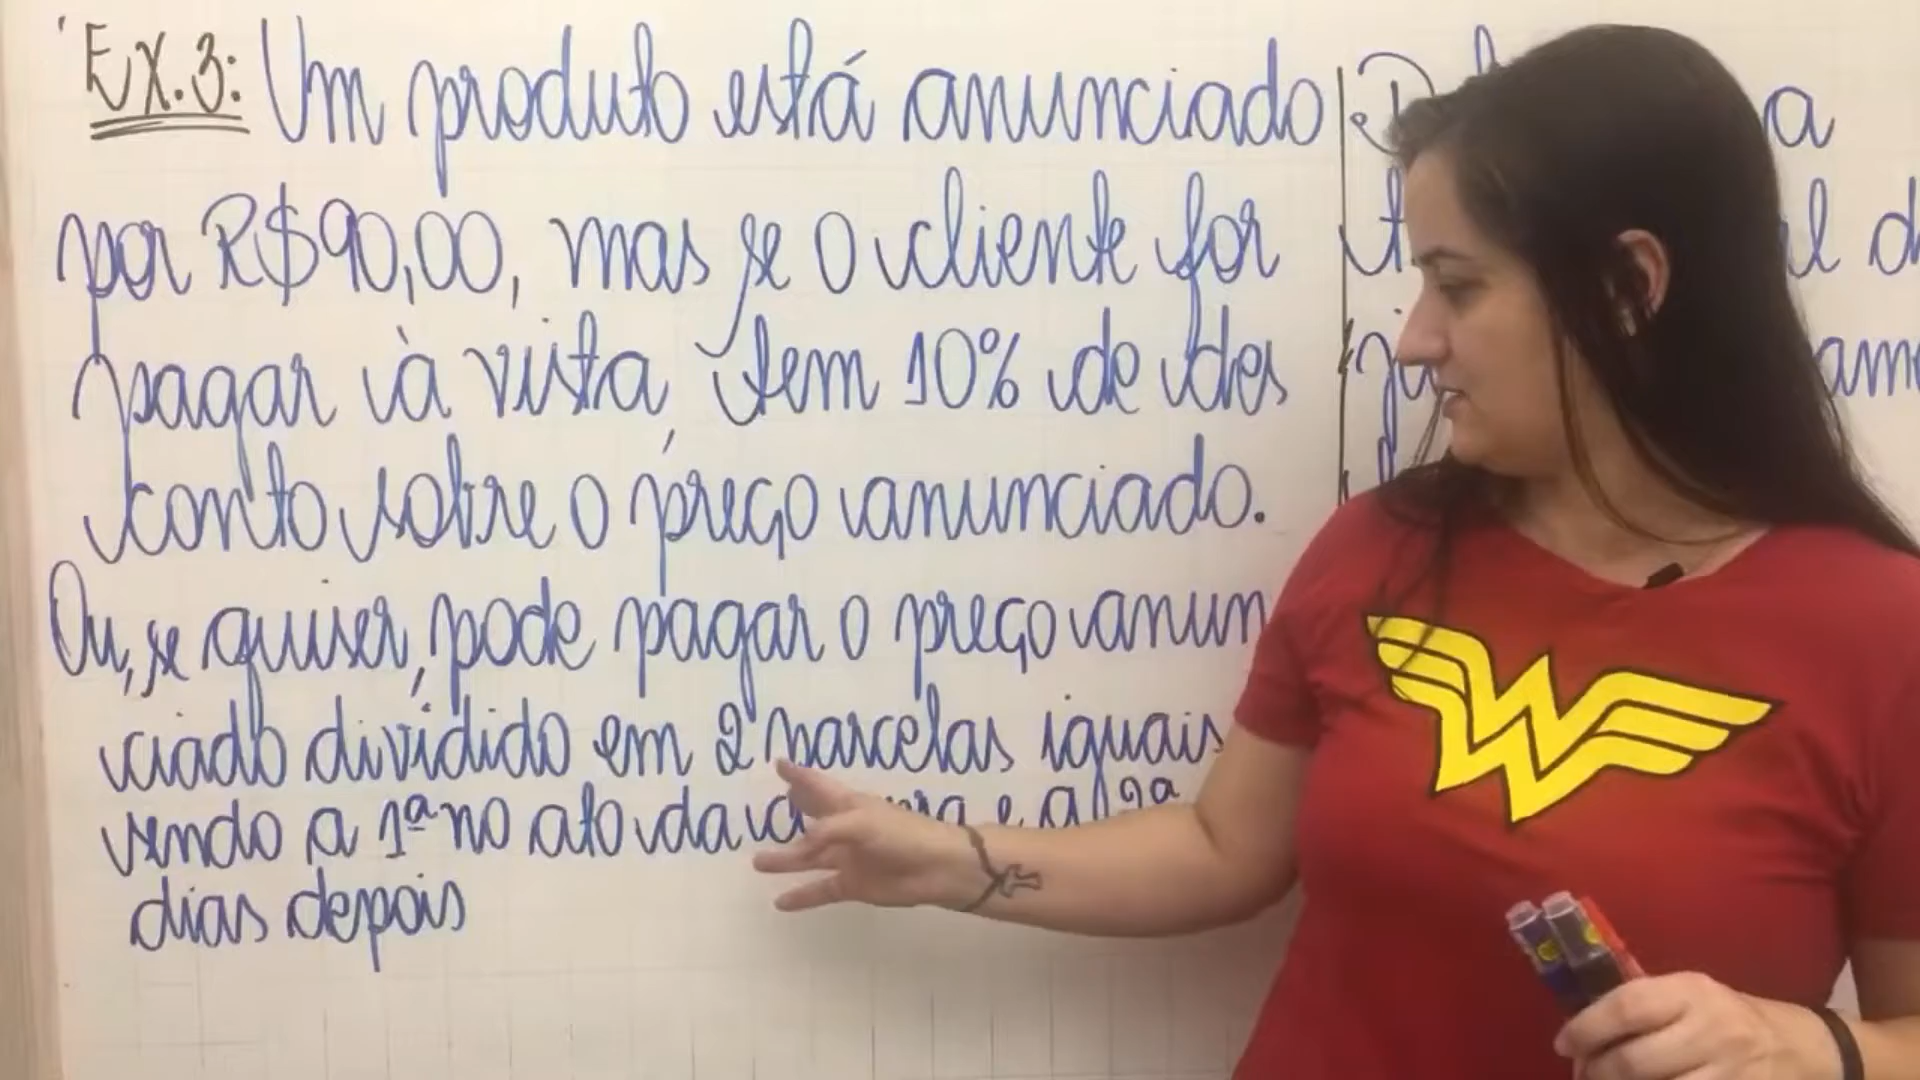 Ex.3: Um produto está anunciado
por R$90,00, mas se o cliente for
pagar à vista, tem 10% de des
conto sobre o preço anunciado.
Ou, se quiser, pode pagar o preço anun
ciado dividido em 2 parcelas iguais
sendo a 1ª no ato da e a 2ª
dias depois
a
l d